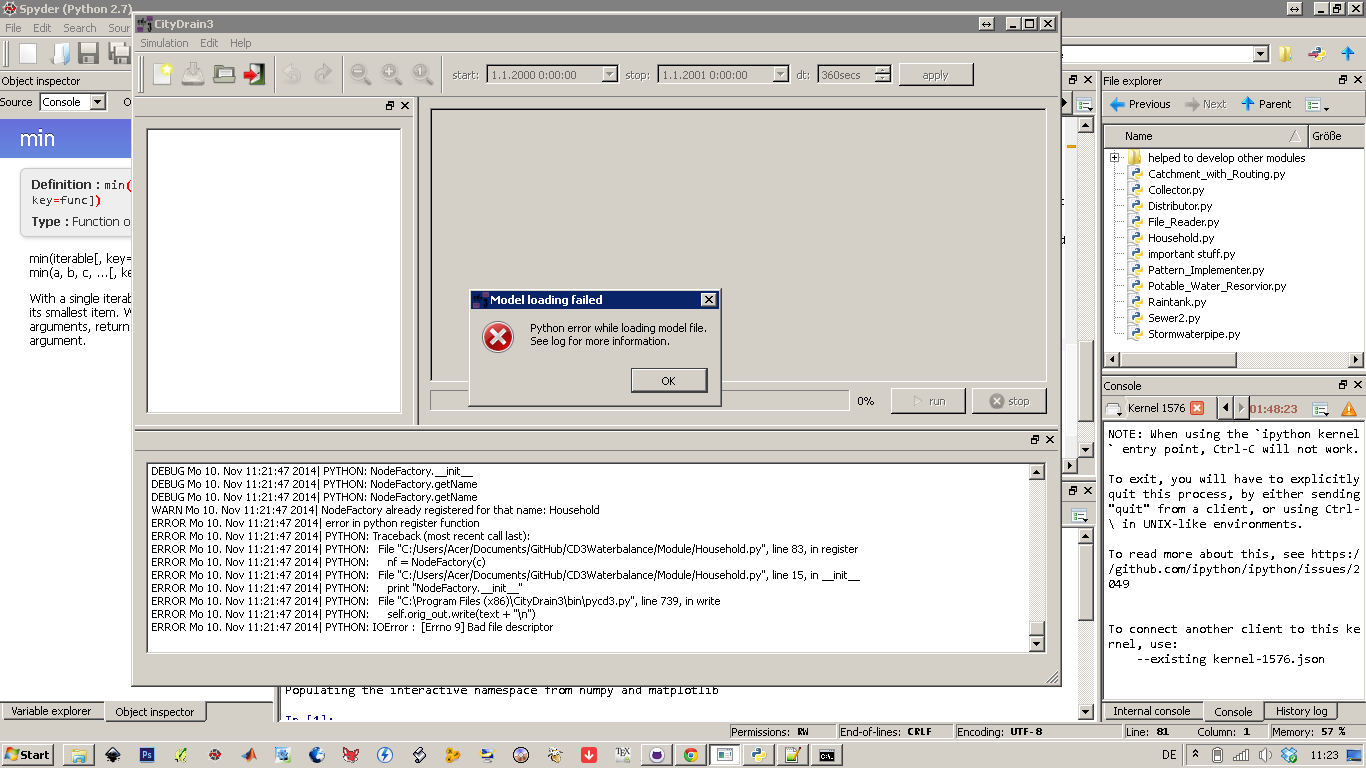 Spyder (Python 2.7)
File Edit Search Sour
Object inspector
Source Console O
min
Definition : min(
key=func])
Type : Function o
min(iterable[, key=
min(a, b, c, ...[, ke
With a single iterab
its smallest item. W
arguments, return
argument.
Variable explorer Object inspector
CityDrain3
Simulation Edit Help
start: 1.1.2000 0:00:00 stop: 1.1.2001 0:00:00 dt: 360secs apply
Model loading failed
Python error while loading model file.
See log for more information.
OK
0% run stop
DEBUG Mo 10. Nov 11:21:47 2014| PYTHON: NodeFactory.__init__
DEBUG Mo 10. Nov 11:21:47 2014| PYTHON: NodeFactory.getName
DEBUG Mo 10. Nov 11:21:47 2014| PYTHON: NodeFactory.getName
WARN Mo 10. Nov 11:21:47 2014| NodeFactory already registered for that name: Household
ERROR Mo 10. Nov 11:21:47 2014| error in python register function
ERROR Mo 10. Nov 11:21:47 2014| PYTHON: Traceback (most recent call last):
ERROR Mo 10. Nov 11:21:47 2014| PYTHON: File "C:/Users/Acer/Documents/GitHub/CD3Waterbalance/Module/Household.py", line 83, in register
ERROR Mo 10. Nov 11:21:47 2014| PYTHON: nf = NodeFactory(c)
ERROR Mo 10. Nov 11:21:47 2014| PYTHON: File "C:/Users/Acer/Documents/GitHub/CD3Waterbalance/Module/Household.py", line 15, in __init__
ERROR Mo 10. Nov 11:21:47 2014| PYTHON: print "NodeFactory.__init__"
ERROR Mo 10. Nov 11:21:47 2014| PYTHON: File "C:\Program Files (x86)\CityDrain3\bin\pycd3.py", line 739, in write
ERROR Mo 10. Nov 11:21:47 2014| PYTHON: self.orig_out.write(text + "\n")
ERROR Mo 10. Nov 11:21:47 2014| PYTHON: IOError : [Errno 9] Bad file descriptor
Populating the interactive namespace from numpy and matplotlib
In [1]:
File explorer
Previous Next Parent
Name Größe
helped to develop other modules
Catchment_with_Routing.py
Collector.py
Distributor.py
File_Reader.py
Household.py
important stuff.py
Pattern_Implementer.py
Potable_Water_Resorvior.py
Raintank.py
Sewer2.py
Stormwaterpipe.py
Console
Kernel 1576 01:48:23
NOTE: When using the `ipython kernel
` entry point, Ctrl-C will not work.
To exit, you will have to explicitly
quit this process, by either sending
"quit" from a client, or using Ctrl-
\ in UNIX-like environments.
To read more about this, see https:/
/github.com/ipython/ipython/issues/2
049
To connect another client to this ke
rnel, use:
--existing kernel-1576.json
Internal console Console History log
Permissions: RW End-of-lines: CRLF Encoding: UTF-8 Line: 81 Column: 1 Memory: 57 %
Start DE 11:23